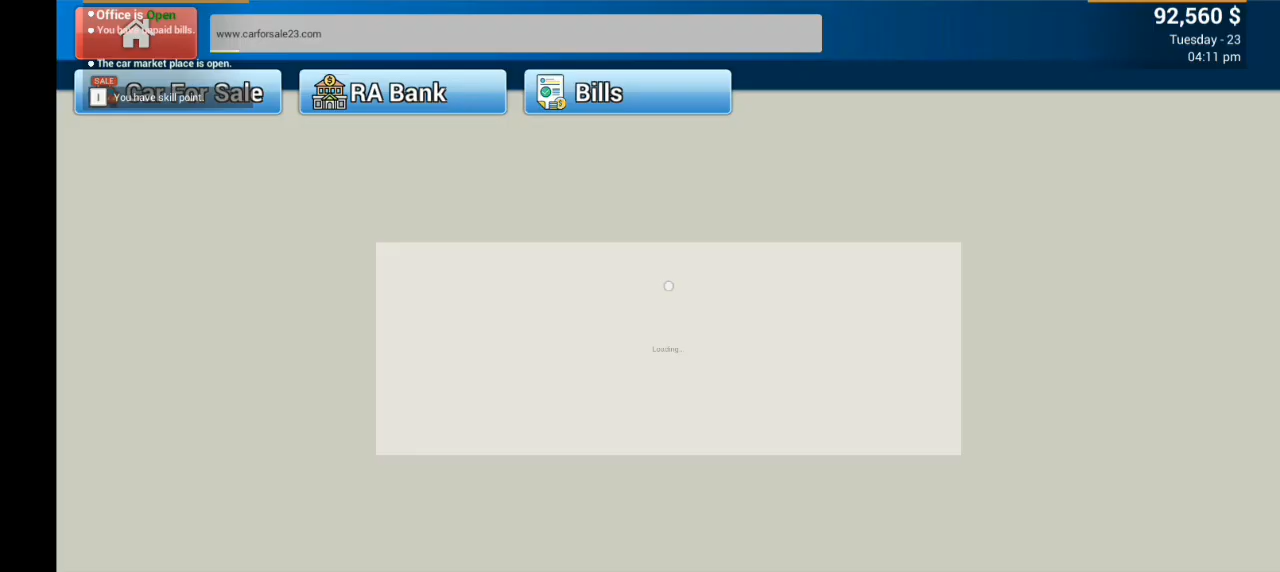 Office is Open
You have unpaid bills.
The car market place is open.
You have skill point.
www.carforsale23.com
92,560 $
Tuesday - 23
04:11 pm
SALE
Car For Sale
RA Bank
Bills
Loading..